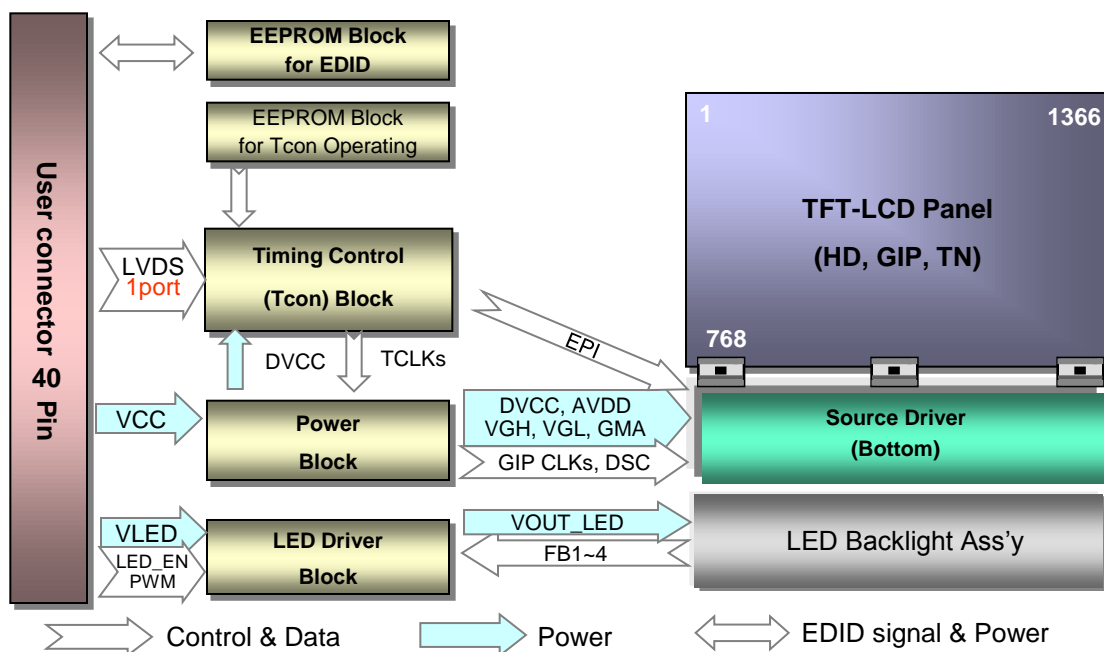 User connector 40 Pin
EEPROM Block
for EDID
EEPROM Block
for Tcon Operating
LVDS
1port
Timing Control
(Tcon) Block
DVCC
TCLKs
EPI
VCC
Power
Block
DVCC, AVDD
VGH, VGL, GMA
GIP CLKs, DSC
VLED
LED_EN
PWM
LED Driver
Block
VOUT_LED
FB1~4
1
1366
TFT-LCD Panel
(HD, GIP, TN)
768
Source Driver
(Bottom)
LED Backlight Ass'y
Control & Data
Power
EDID signal & Power